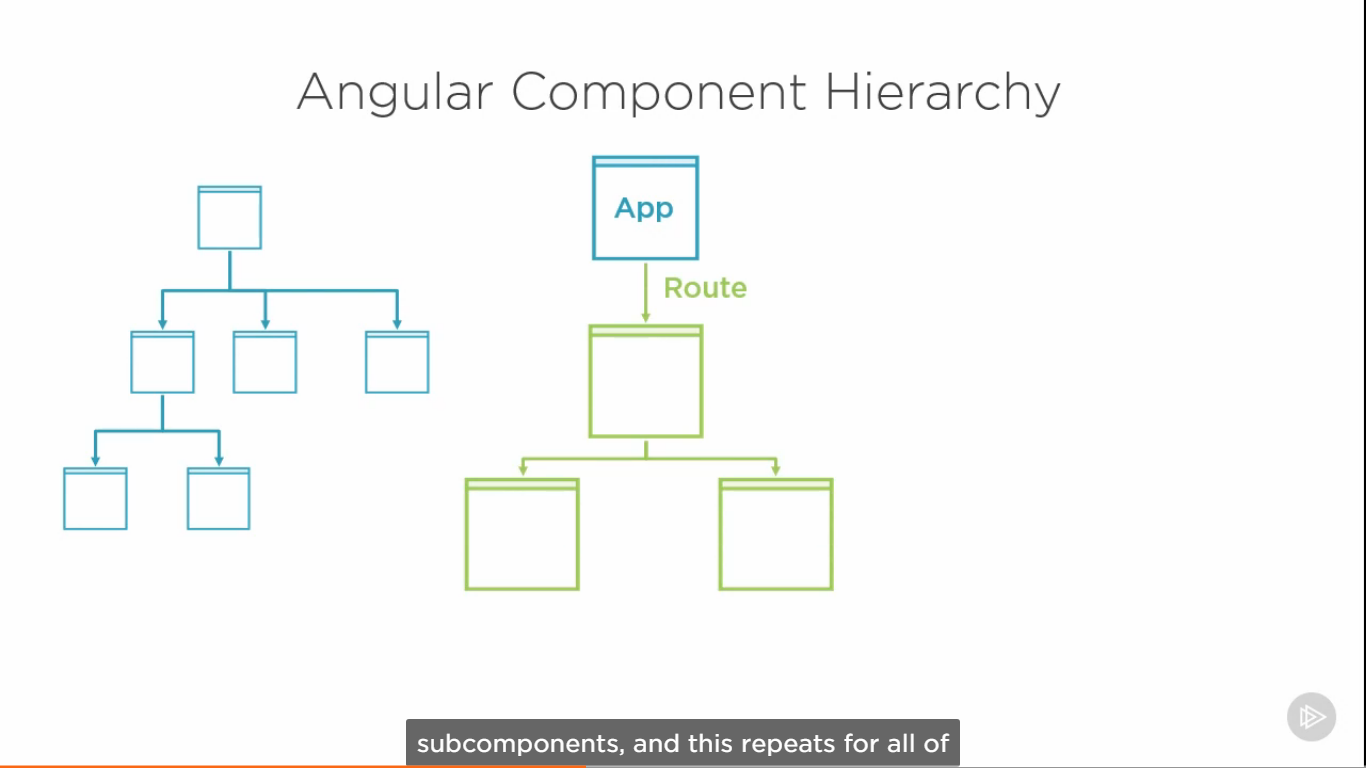 Angular Component Hierarchy
App
Route
subcomponents, and this repeats for all of